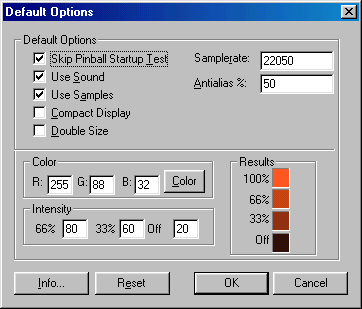 Default Options
Default Options
Skip Pinball Startup Test
Use Sound
Use Samples
Compact Display
Double Size
Samplerate: 22050
Antialias %: 50
Color
R: 255 G: 88 B: 32 Color
Intensity
66% 80 33% 60 Off 20
Results
100%
66%
33%
Off
Info... Reset OK Cancel